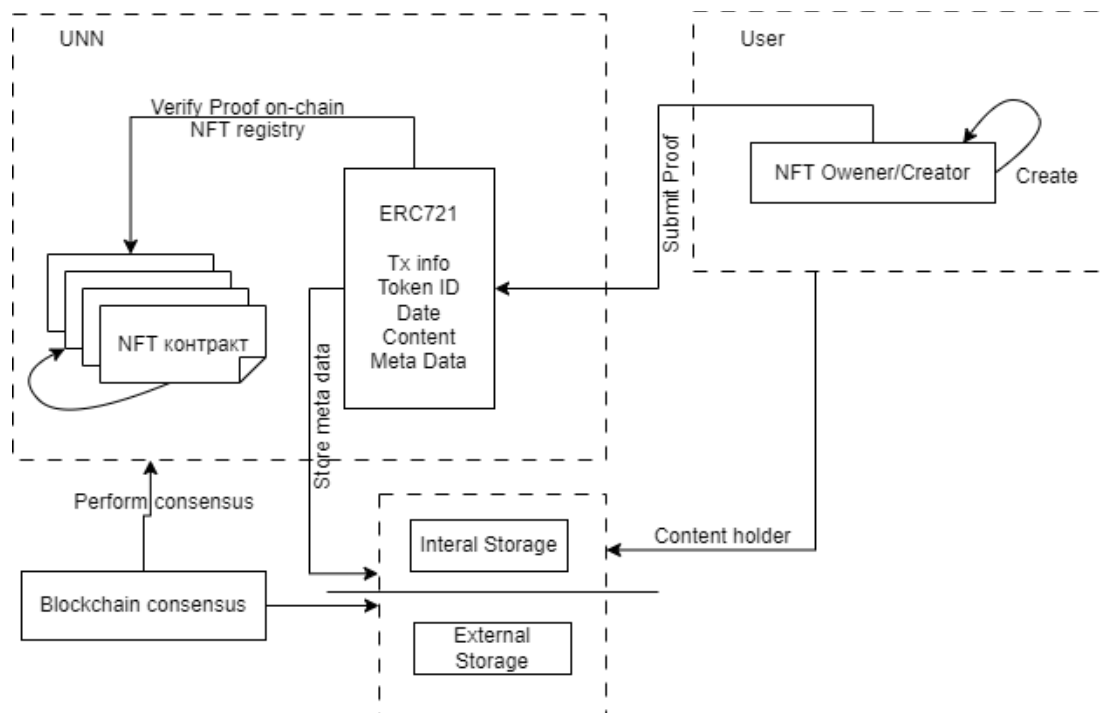 UNN
User
Verify Proof on-chain
NFT registry
Submit Proof
NFT Owener/Creator
Create
ERC721
Tx info
Token ID
Date
Content
Meta Data
NFT контракт
Store meta data
Perform consensus
Interal Storage
Content holder
Blockchain consensus
External
Storage